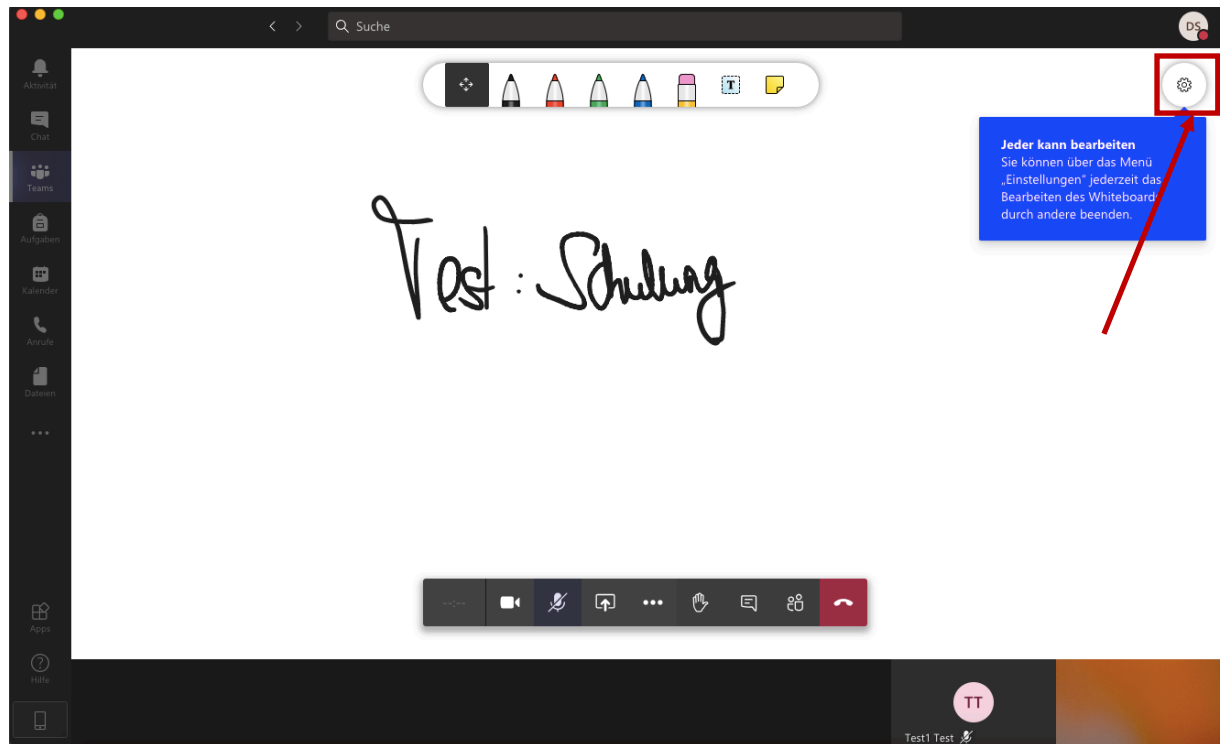 Suche
DS
Aktivität
Chat
Teams
Aufgaben
Kalender
Anrufe
Dateien
T
Jeder kann bearbeiten
Sie können über das Menü
„Einstellungen“ jederzeit das
Bearbeiten des Whiteboards
durch andere beenden.
Test: Schulung
--:--
Apps
Hilfe
TT
Test1 Test